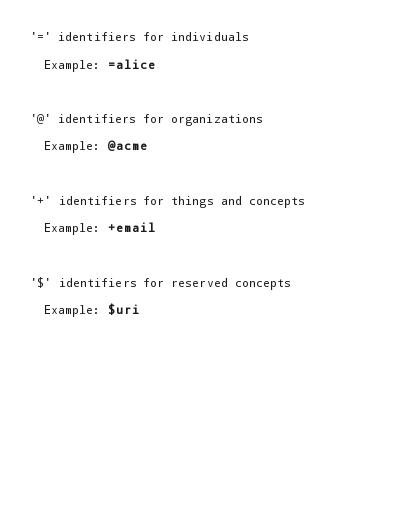 '=' identifiers for individuals
Example: =alice
'@' identifiers for organizations
Example: @acme
'+' identifiers for things and concepts
Example: +email
'$' identifiers for reserved concepts
Example: $uri